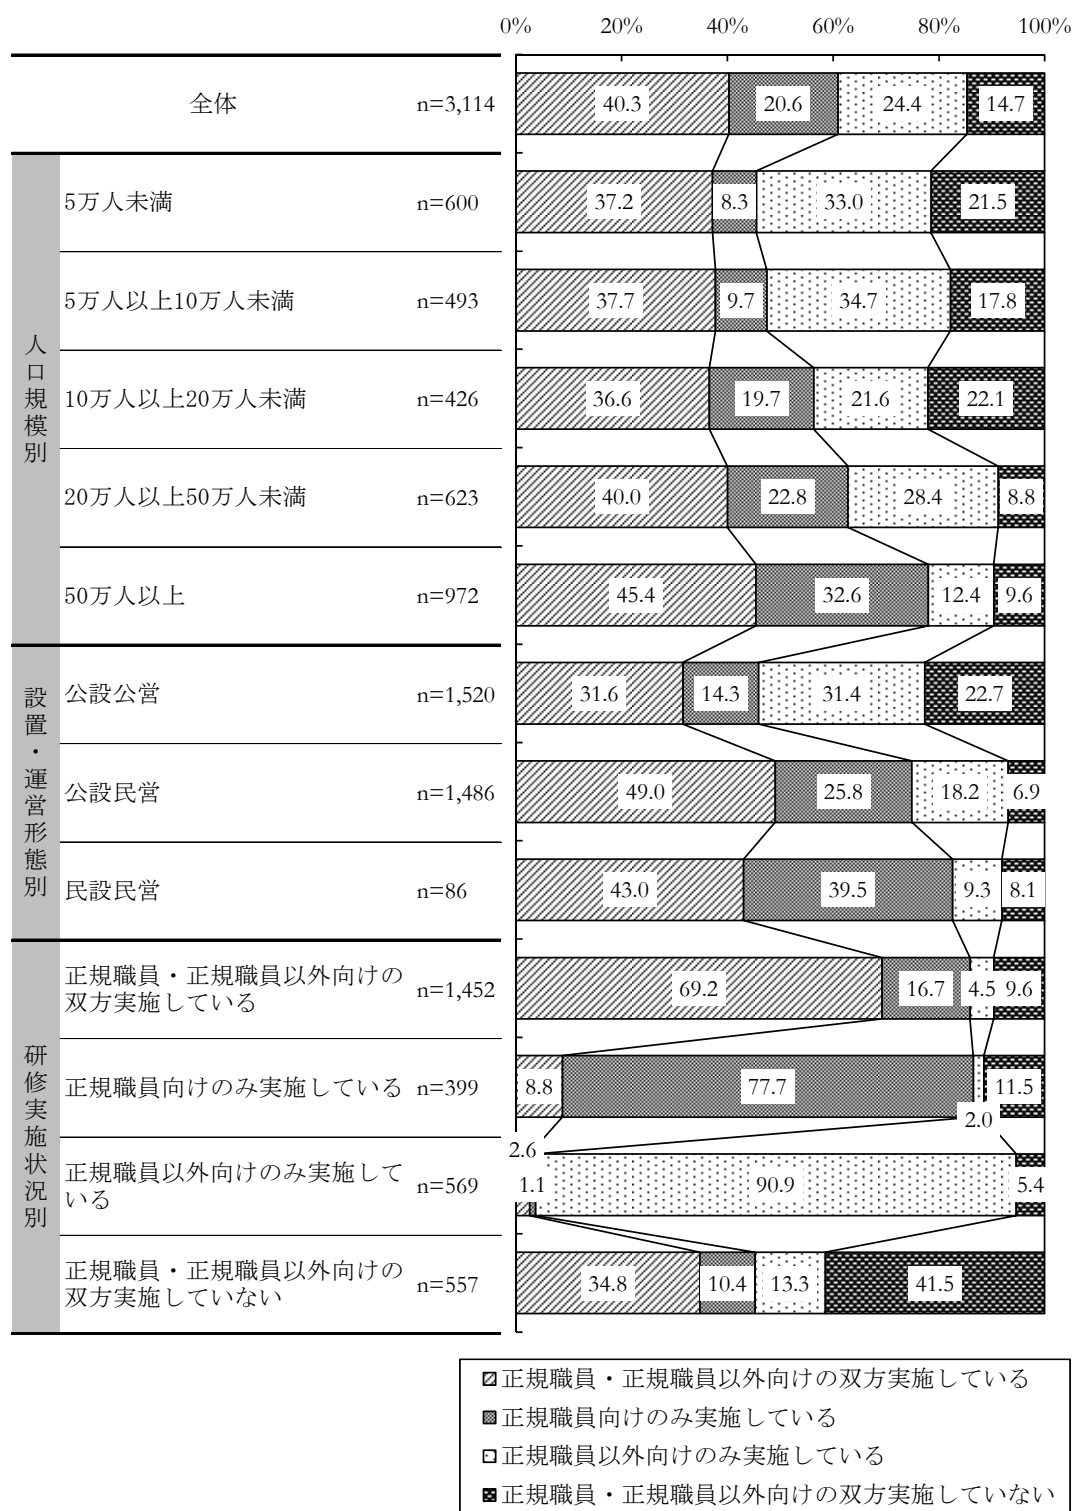 0% 20% 40% 60% 80% 100%
全体 n=3,114 40.3 20.6 24.4 14.7
人口規模別
5万人未満 n=600 37.2 8.3 33.0 21.5
5万人以上10万人未満 n=493 37.7 9.7 34.7 17.8
10万人以上20万人未満 n=426 36.6 19.7 21.6 22.1
20万人以上50万人未満 n=623 40.0 22.8 28.4 8.8
50万人以上 n=972 45.4 32.6 12.4 9.6
設置・運営形態別
公設公営 n=1,520 31.6 14.3 31.4 22.7
公設民営 n=1,486 49.0 25.8 18.2 6.9
民設民営 n=86 43.0 39.5 9.3 8.1
研修実施状況別
正規職員・正規職員以外向けの
双方実施している n=1,452 69.2 16.7 4.5 9.6
正規職員向けのみ実施している n=399 8.8 77.7 2.0 11.5
正規職員以外向けのみ実施して
いる n=569 2.6 1.1 90.9 5.4
正規職員・正規職員以外向けの
双方実施していない n=557 34.8 10.4 13.3 41.5
正規職員・正規職員以外向けの双方実施している
正規職員向けのみ実施している
正規職員以外向けのみ実施している
正規職員・正規職員以外向けの双方実施していない